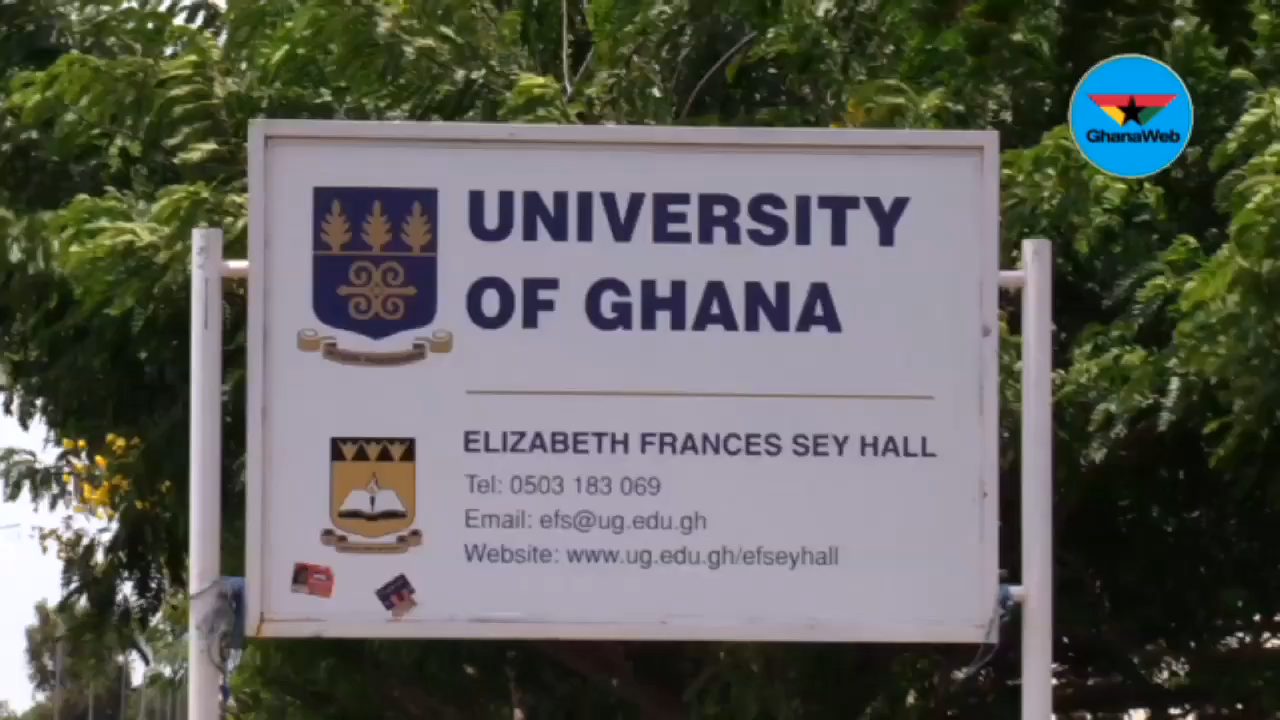 GhanaWeb
UNIVERSITY
OF GHANA
ELIZABETH FRANCES SEY HALL
Tel: 0503 183 069
Email: efs@ug.edu.gh
Website: www.ug.edu.gh/efseyhall